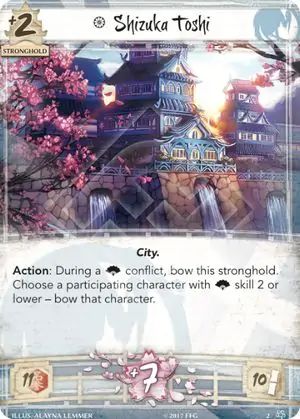 +2
STRONGHOLD
Shizuka Toshi
City.
Action: During a conflict, bow this stronghold.
Choose a participating character with skill 2 or
lower – bow that character.
11
+7
10
ILLUS: ALAYNA LEMMER
© 2017 FFG
2